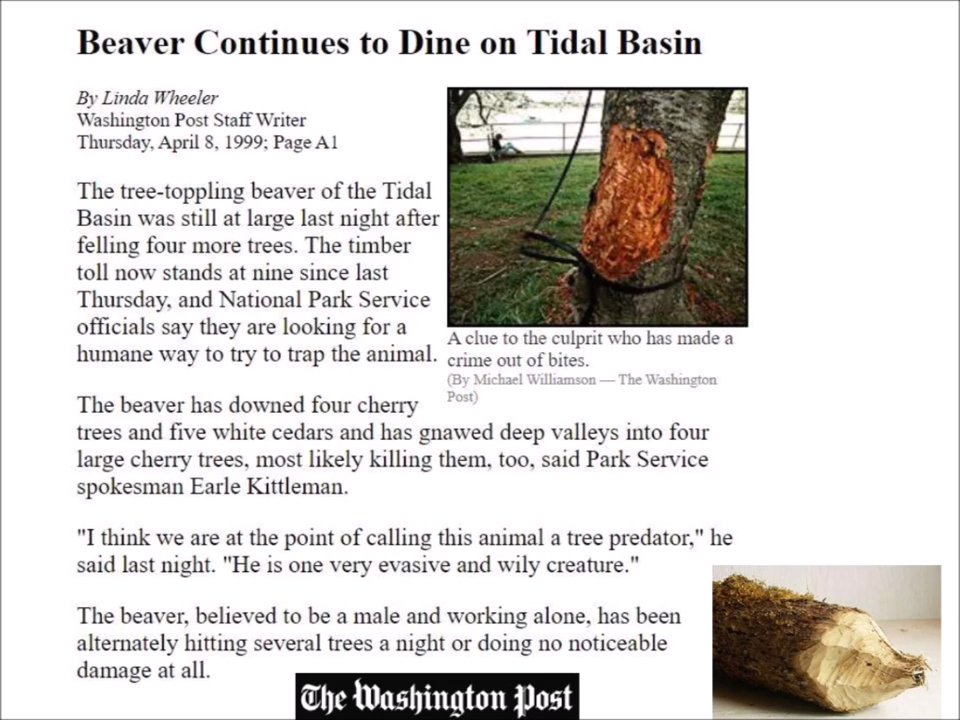 Beaver Continues to Dine on Tidal Basin
By Linda Wheeler
Washington Post Staff Writer
Thursday, April 8, 1999; Page A1
The tree-toppling beaver of the Tidal
Basin was still at large last night after
felling four more trees. The timber
toll now stands at nine since last
Thursday, and National Park Service
officials say they are looking for a
humane way to try to trap the animal.
A clue to the culprit who has made a
crime out of bites.
(By Michael Williamson — The Washington
Post)
The beaver has downed four cherry
trees and five white cedars and has gnawed deep valleys into four
large cherry trees, most likely killing them, too, said Park Service
spokesman Earle Kittleman.
"I think we are at the point of calling this animal a tree predator," he
said last night. "He is one very evasive and wily creature."
The beaver, believed to be a male and working alone, has been
alternately hitting several trees a night or doing no noticeable
damage at all.
The Washington Post